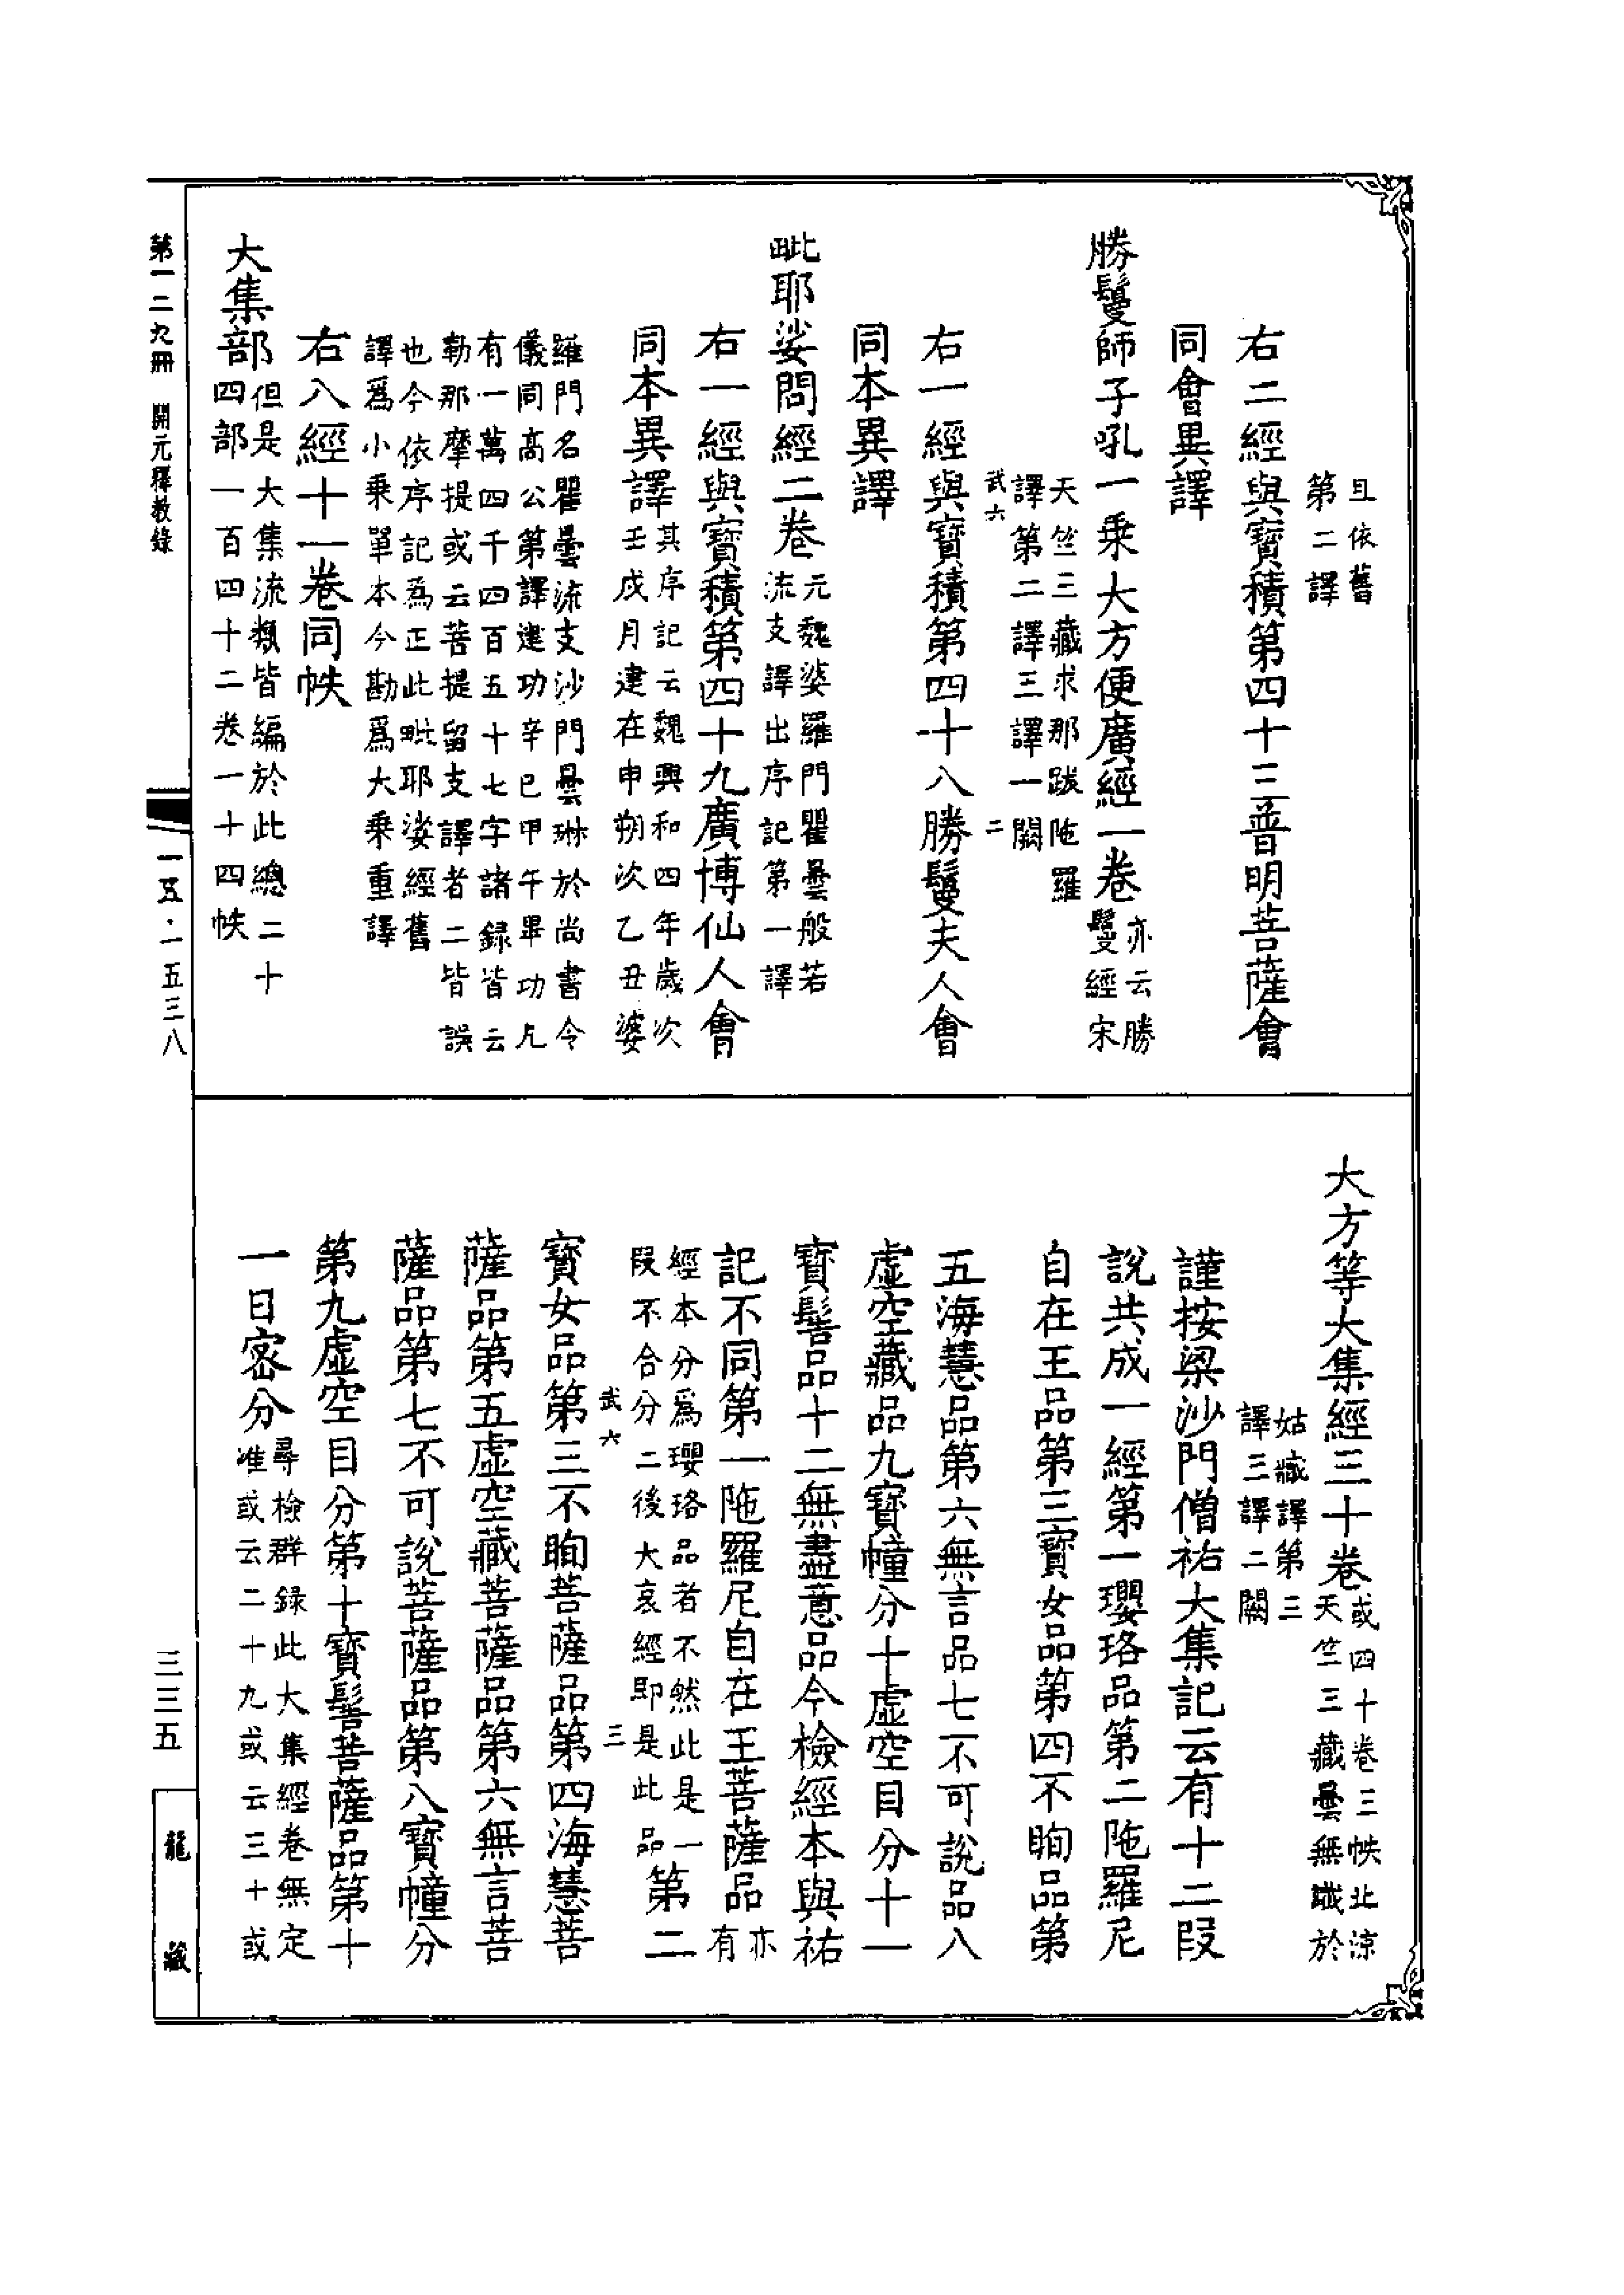 且依舊
第二譯
右二經與寶積第四十三普明菩薩會
同會異譯
勝鬘師子吼一乗大方便廣經一卷亦云勝
鬘經宋
天竺三藏求那跋陁羅
譯第二譯三譯一闕
武六 二
右一經與寶積第四十八勝鬘夫人會
同本異譯
毗耶娑問經二卷元魏婆羅門瞿曇般若
流支譯出序記第一譯
右一經與寶積第四十九廣博仙人會
同本異譯其序記云魏興和四年歲次
壬戌月建在申朔次乙丑婆
羅門名瞿曇流支沙門曇琳於尚書令
儀同高公第譯建功辛巳甲午畢功凡
有一萬四千四百五十七字諸録皆云
勒那摩提或云菩提留支譯者二皆誤
也今依序記為正此毗耶娑經舊
譯爲小乗單本今勘爲大乗重譯
右八經十一卷同帙
大集部但是大集流類皆編於此總二十
四部一百四十二卷一十四帙
大方等大集經三十卷或四十卷三帙北涼
天竺三藏曇無讖於
姑臧譯第三
譯三譯二闕
謹按梁沙門僧祐大集記云有十二段
說共成一經第一瓔珞品第二陁羅尼
自在王品第三寶女品第四不眴品第
五海慧品第六無言品七不可說品八
虛空藏品九寶幢分十虛空目分十一
寶髻品十二無盡意品今檢經本與祐
記不同第一陁羅尼自在王菩薩品亦
有
經本分爲瓔珞品者不然此是一
段不合分二後大哀經即是此品第二
武六 三
寶女品第三不眴菩薩品第四海慧菩
薩品第五虛空藏菩薩品第六無言菩
薩品第七不可說菩薩品第八寶幢分
第九虛空目分第十寶髻菩薩品第十
一日密分尋檢群録此大集經卷無定
准或云二十九或云三十或
第一二九冊 開元釋教錄
一五·一五三八
三三五
龍藏